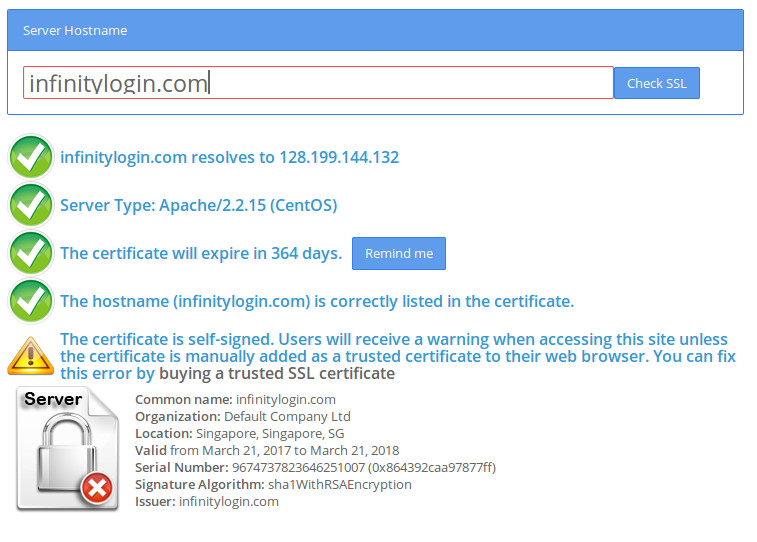 Server Hostname
infinitylogin.com
Check SSL
infinitylogin.com resolves to 128.199.144.132
Server Type: Apache/2.2.15 (CentOS)
The certificate will expire in 364 days.
Remind me
The hostname (infinitylogin.com) is correctly listed in the certificate.
The certificate is self-signed. Users will receive a warning when accessing this site unless
the certificate is manually added as a trusted certificate to their web browser. You can fix
this error by buying a trusted SSL certificate
Server
Common name: infinitylogin.com
Organization: Default Company Ltd
Location: Singapore, Singapore, SG
Valid from March 21, 2017 to March 21, 2018
Serial Number: 9674737823646251007 (0x864392caa97877ff)
Signature Algorithm: sha1WithRSAEncryption
Issuer: infinitylogin.com